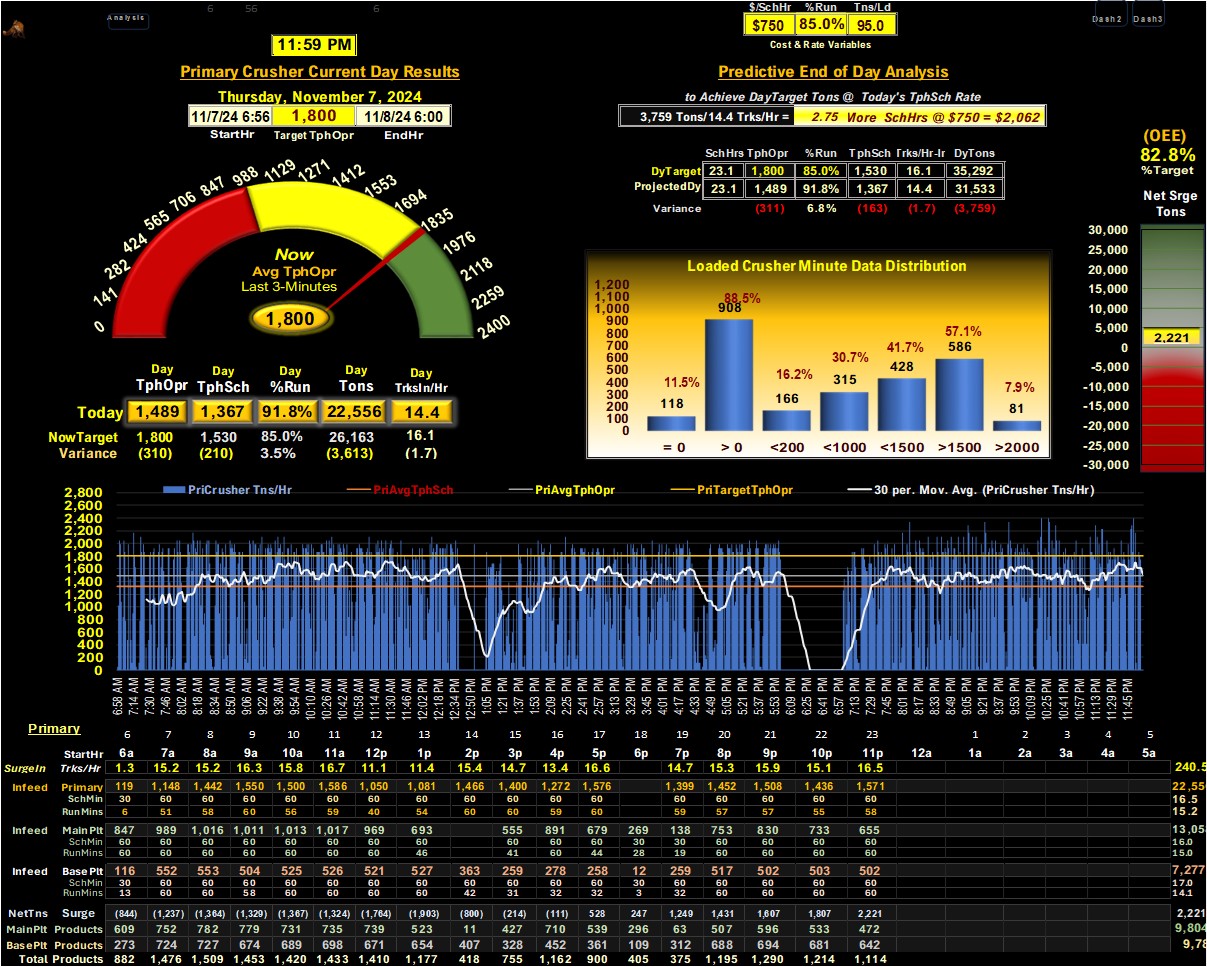 6 56 6
Analysis
$/SchHr %Run Tns/Ld
$750 85.0% 95.0
Cost & Rate Variables
Dash2 Dash3
11:59 PM
Primary Crusher Current Day Results
Thursday, November 7, 2024
11/7/24 6:56 1,800 11/8/24 6:00
StartHr Target TphOpr EndHr
Predictive End of Day Analysis
to Achieve DayTarget Tons @ Today's TphSch Rate
3,759 Tons/14.4 Trks/Hr = 2.75 More SchHrs @ $750 = $2,062
SchHrs TphOpr %Run TphSch Trks/Hr-Ir DyTons
DyTarget 23.1 1,800 85.0% 1,530 16.1 35,292
ProjectedDy 23.1 1,489 91.8% 1,367 14.4 31,533
Variance (311) 6.8% (163) (1.7) (3,759)
(OEE)
82.8%
%Target
Net Srge
Tons
30,000
25,000
20,000
15,000
10,000
5,000
2,221
0
-5,000
-10,000
-15,000
-20,000
-25,000
-30,000
0 141 282 424 565 706 847 988 1129 1271 1412 1553 1694 1835 1976 2118 2259 2400
Now
Avg TphOpr
Last 3-Minutes
1,800
Day Day Day Day Day
TphOpr TphSch %Run Tons TrksIn/Hr
Today 1,489 1,367 91.8% 22,556 14.4
NowTarget 1,800 1,530 85.0% 26,163 16.1
Variance (310) (210) 3.5% (3,613) (1.7)
Loaded Crusher Minute Data Distribution
1,200
1,100
1,000
900
800
700
600
500
400
300
200
100
0
11.5% 88.5% 16.2% 30.7% 41.7% 57.1% 7.9%
118 908 166 315 428 586 81
= 0 > 0 <200 <1000 <1500 >1500 >2000
PriCrusher Tns/Hr PriAvgTphSch PriAvgTphOpr PriTargetTphOpr 30 per. Mov. Avg. (PriCrusher Tns/Hr)
2,800
2,600
2,400
2,200
2,000
1,800
1,600
1,400
1,200
1,000
800
600
400
200
0
6:58 AM 7:14 AM 7:30 AM 7:46 AM 8:02 AM 8:18 AM 8:34 AM 8:50 AM 9:06 AM 9:22 AM 9:38 AM 9:54 AM 10:10 AM 10:26 AM 10:42 AM 10:58 AM 11:14 AM 11:30 AM 11:46 AM 12:02 PM 12:18 PM 12:34 PM 12:50 PM 1:05 PM 1:21 PM 1:37 PM 1:53 PM 2:09 PM 2:25 PM 2:41 PM 2:57 PM 3:13 PM 3:29 PM 3:45 PM 4:01 PM 4:17 PM 4:33 PM 4:49 PM 5:05 PM 5:21 PM 5:37 PM 5:53 PM 6:09 PM 6:25 PM 6:41 PM 6:57 PM 7:13 PM 7:29 PM 7:45 PM 8:01 PM 8:17 PM 8:33 PM 8:49 PM 9:05 PM 9:21 PM 9:37 PM 9:53 PM 10:09 PM 10:25 PM 10:41 PM 10:57 PM 11:13 PM 11:29 PM 11:45 PM
Primary 6 7 8 9 10 11 12 13 14 15 16 17 18 19 20 21 22 23 1 2 3 4 5
StartHr 6a 7a 8a 9a 10a 11a 12p 1p 2p 3p 4p 5p 6p 7p 8p 9p 10p 11p 12a 1a 2a 3a 4a 5a
SurgeIn Trks/Hr 1.3 15.2 15.2 16.3 15.8 16.7 11.1 11.4 15.4 14.7 13.4 16.6 14.7 15.3 15.9 15.1 16.5 240.5
Infeed Primary 119 1,148 1,442 1,550 1,500 1,586 1,050 1,081 1,466 1,400 1,272 1,576 1,399 1,452 1,508 1,436 1,571 22,55
SchMin 30 60 60 60 60 60 60 60 60 60 60 60 60 60 60 60 60 16.5
RunMins 6 51 58 60 56 59 40 54 60 60 59 60 59 57 57 55 58 15.2
Infeed MainPlt 847 989 1,016 1,011 1,013 1,017 969 693 555 891 679 269 138 753 830 733 655 13,05
SchMin 60 60 60 60 60 60 60 60 60 60 60 30 30 60 60 60 60 16.0
RunMins 60 60 60 60 60 60 60 46 41 60 44 28 19 60 60 60 60 15.0
Infeed BasePlt 116 552 553 504 525 526 521 527 363 259 278 258 12 259 517 502 503 502 7,277
SchMin 30 60 60 60 60 60 60 60 60 60 60 60 30 60 60 60 60 60 17.0
RunMins 13 60 60 58 60 60 60 60 42 31 32 32 3 32 60 60 60 60 14.1
NetTns Surge (844) (1,237) (1,364) (1,329) (1,367) (1,324) (1,764) (1,903) (800) (214) (111) 528 247 1,249 1,431 1,607 1,807 2,221 2,221
MainPlt Products 609 752 782 779 731 735 739 523 11 427 710 539 296 63 507 596 533 472 9,804
BasePlt Products 273 724 727 674 689 698 671 654 407 328 452 361 109 312 688 694 681 642 9,78
Total Products 882 1,476 1,509 1,453 1,420 1,433 1,410 1,177 418 755 1,162 900 405 375 1,195 1,290 1,214 1,114